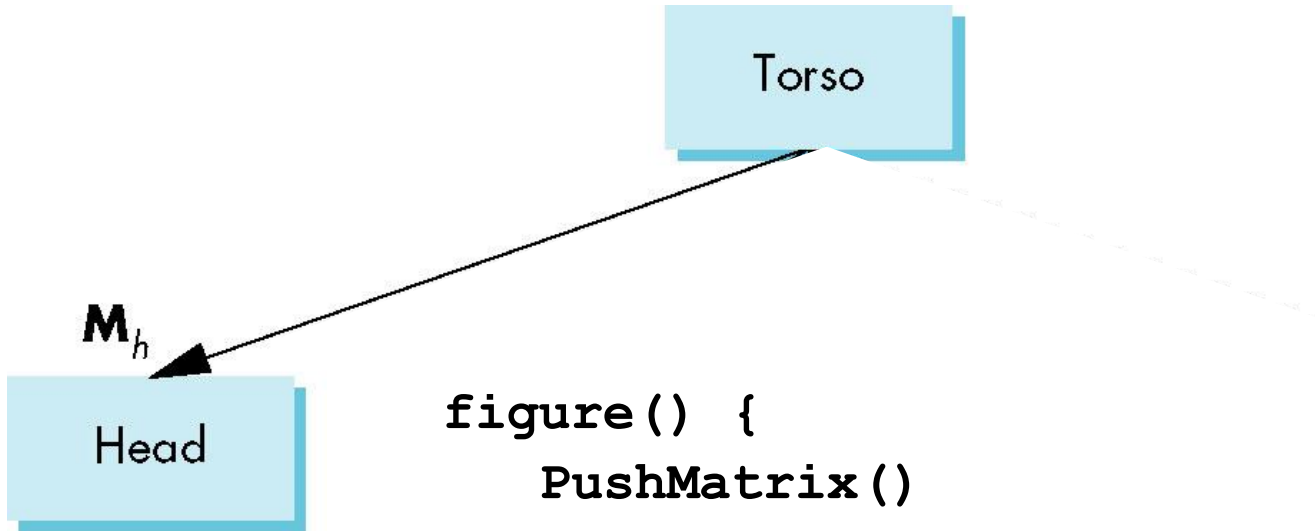 Torso
M_h
Head
figure() {
PushMatrix()